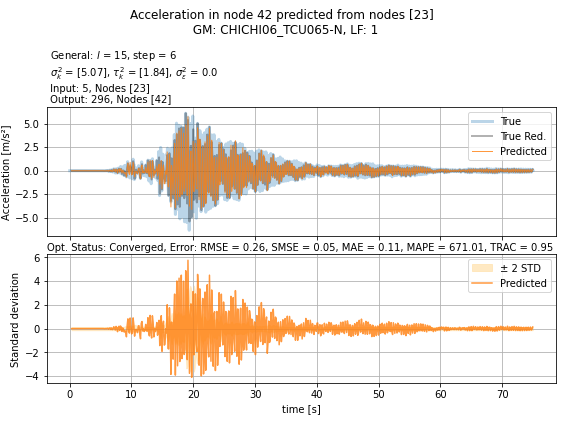 Acceleration in node 42 predicted from nodes [23]
GM: CHICHI06_TCU065-N, LF: 1
General: l = 15, step = 6
σ²ₖ = [5.07], τ²ₖ = [1.84], σ²ε = 0.0
Input: 5, Nodes [23]
Output: 296, Nodes [42]
Acceleration [m/s²]
5.0
2.5
0.0
−2.5
−5.0
True
True Red.
Predicted
Opt. Status: Converged, Error: RMSE = 0.26, SMSE = 0.05, MAE = 0.11, MAPE = 671.01, TRAC = 0.95
Standard deviation
6
4
2
0
−2
−4
± 2 STD
Predicted
0 10 20 30 40 50 60 70
time [s]